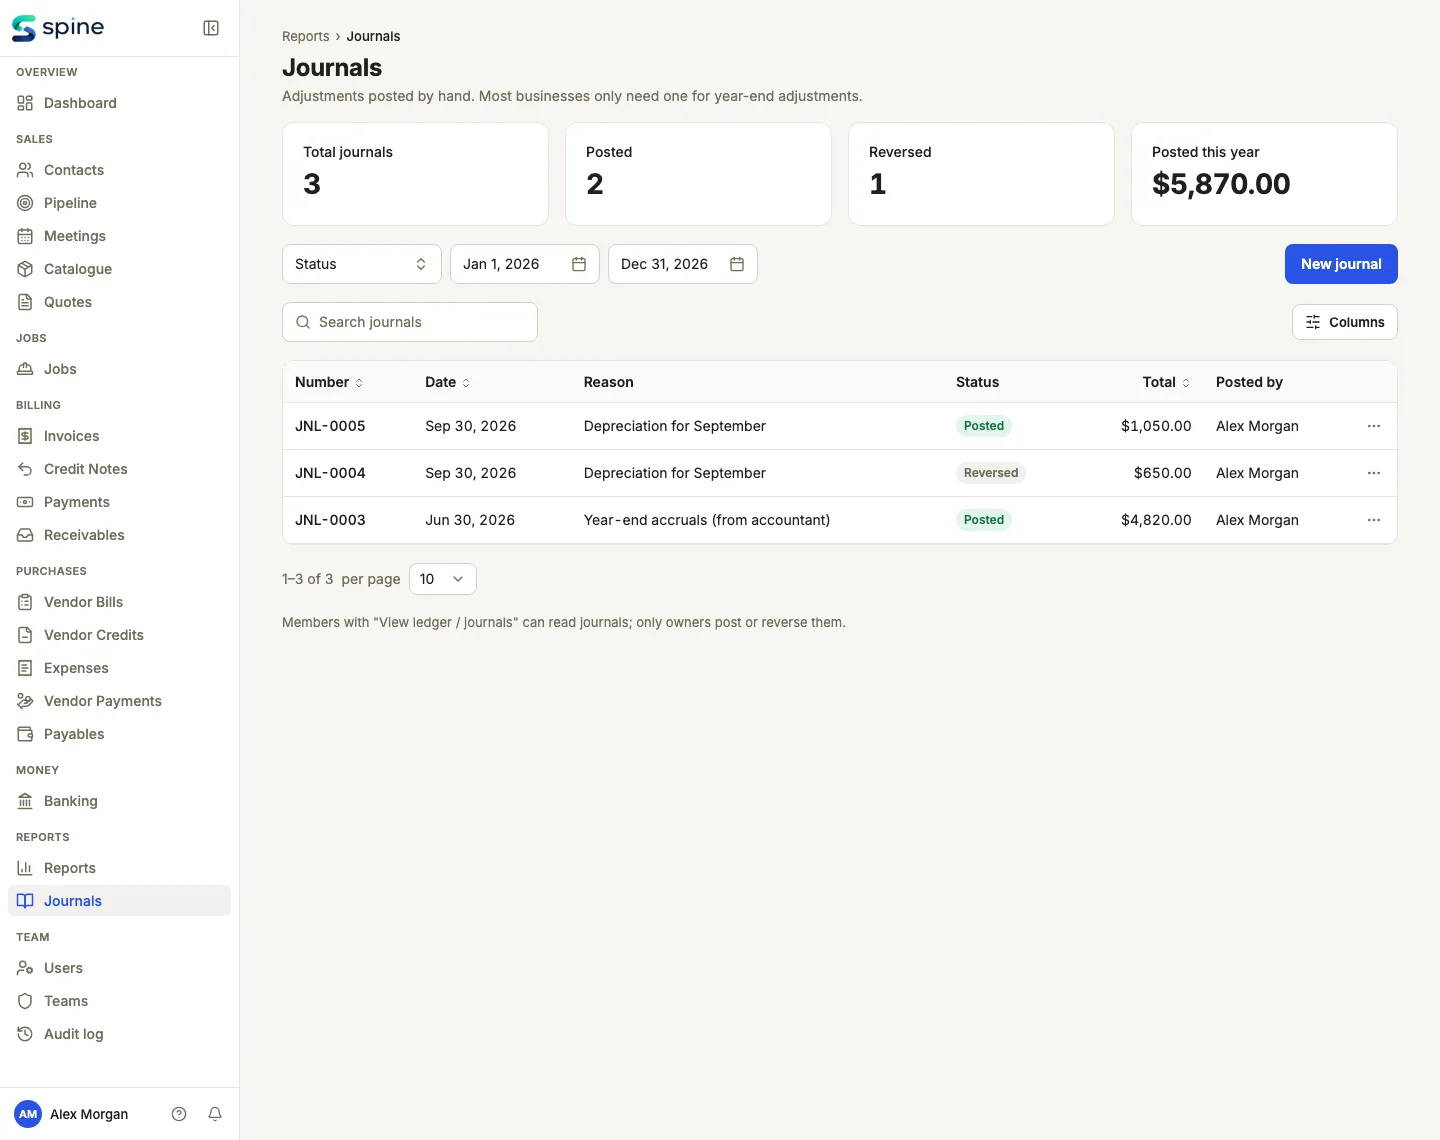 spine
OVERVIEW
Dashboard
SALES
Contacts
Pipeline
Meetings
Catalogue
Quotes
JOBS
Jobs
BILLING
Invoices
Credit Notes
Payments
Receivables
PURCHASES
Vendor Bills
Vendor Credits
Expenses
Vendor Payments
Payables
MONEY
Banking
REPORTS
Reports
Journals
TEAM
Users
Teams
Audit log
AM Alex Morgan
Reports › Journals
Journals
Adjustments posted by hand. Most businesses only need one for year-end adjustments.
Total journals
3
Posted
2
Reversed
1
Posted this year
$5,870.00
Status
Jan 1, 2026
Dec 31, 2026
New journal
Search journals
Columns
Number Date Reason Status Total Posted by
JNL-0005 Sep 30, 2026 Depreciation for September Posted $1,050.00 Alex Morgan
JNL-0004 Sep 30, 2026 Depreciation for September Reversed $650.00 Alex Morgan
JNL-0003 Jun 30, 2026 Year-end accruals (from accountant) Posted $4,820.00 Alex Morgan
1–3 of 3 per page 10
Members with "View ledger / journals" can read journals; only owners post or reverse them.